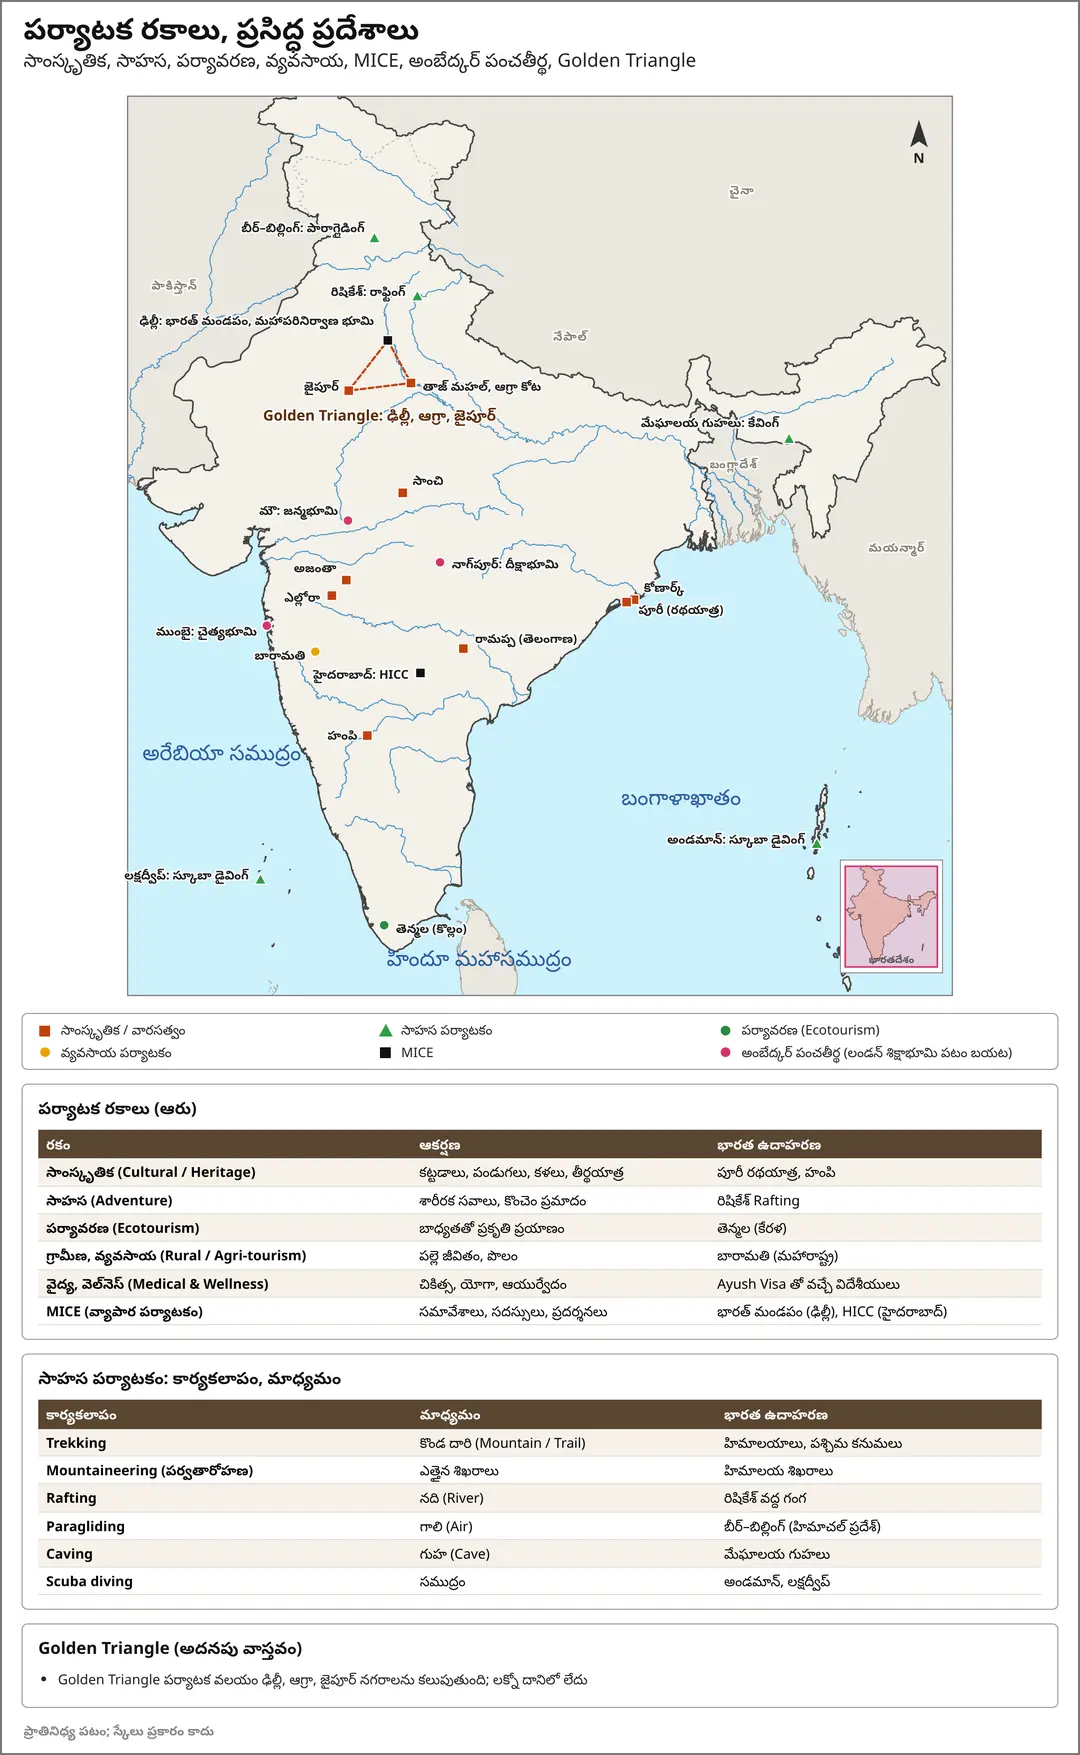 పర్యాటక రకాలు, ప్రసిద్ధ ప్రదేశాలు
సాంస్కృతిక, సాహస, పర్యావరణ, వ్యవసాయ, MICE, అంబేద్కర్ పంచతీర్థ, Golden Triangle
N
చైనా
బీర్–బిల్లింగ్: పారాగ్లైడింగ్
పాకిస్తాన్
రిషికేశ్: రాఫ్టింగ్
ఢిల్లీ: భారత్ మండపం, మహాపరినిర్వాణ భూమి
నేపాల్
జైపూర్
తాజ్ మహల్, ఆగ్రా కోట
Golden Triangle: ఢిల్లీ, ఆగ్రా, జైపూర్
మేఘాలయ గుహలు: కేవింగ్
బంగ్లాదేశ్
సాంచి
మౌ: జన్మభూమి
మయన్మార్
అజంతా
నాగ్‌పూర్: దీక్షాభూమి
ఎల్లోరా
కోణార్క్
పూరీ (రథయాత్ర)
ముంబై: చైత్యభూమి
రామప్ప (తెలంగాణ)
బారామతి
హైదరాబాద్: HICC
హంపి
అరేబియా సముద్రం
బంగాళాఖాతం
అండమాన్: స్కూబా డైవింగ్
లక్షద్వీప్: స్కూబా డైవింగ్
తెన్మల (కొల్లం)
హిందూ మహాసముద్రం
భారతదేశం
సాంస్కృతిక / వారసత్వం
సాహస పర్యాటకం
పర్యావరణ (Ecotourism)
వ్యవసాయ పర్యాటకం
MICE
అంబేద్కర్ పంచతీర్థ (లండన్ శిక్షాభూమి పటం బయట)
పర్యాటక రకాలు (ఆరు)
రకం ఆకర్షణ భారత ఉదాహరణ
సాంస్కృతిక (Cultural / Heritage) కట్టడాలు, పండుగలు, కళలు, తీర్థయాత్ర పూరీ రథయాత్ర, హంపి
సాహస (Adventure) శారీరక సవాలు, కొంచెం ప్రమాదం రిషికేశ్ Rafting
పర్యావరణ (Ecotourism) బాధ్యతతో ప్రకృతి ప్రయాణం తెన్మల (కేరళ)
గ్రామీణ, వ్యవసాయ (Rural / Agri-tourism) పల్లె జీవితం, పొలం బారామతి (మహారాష్ట్ర)
వైద్య, వెల్‌నెస్ (Medical & Wellness) చికిత్స, యోగా, ఆయుర్వేదం Ayush Visa తో వచ్చే విదేశీయులు
MICE (వ్యాపార పర్యాటకం) సమావేశాలు, సదస్సులు, ప్రదర్శనలు భారత్ మండపం (ఢిల్లీ), HICC (హైదరాబాద్)
సాహస పర్యాటకం: కార్యకలాపం, మాధ్యమం
కార్యకలాపం మాధ్యమం భారత ఉదాహరణ
Trekking కొండ దారి (Mountain / Trail) హిమాలయాలు, పశ్చిమ కనుమలు
Mountaineering (పర్వతారోహణ) ఎత్తైన శిఖరాలు హిమాలయ శిఖరాలు
Rafting నది (River) రిషికేశ్ వద్ద గంగ
Paragliding గాలి (Air) బీర్–బిల్లింగ్ (హిమాచల్ ప్రదేశ్)
Caving గుహ (Cave) మేఘాలయ గుహలు
Scuba diving సముద్రం అండమాన్, లక్షద్వీప్
Golden Triangle (అదనపు వాస్తవం)
• Golden Triangle పర్యాటక వలయం ఢిల్లీ, ఆగ్రా, జైపూర్ నగరాలను కలుపుతుంది; లక్నో దానిలో లేదు
ప్రాతినిధ్య పటం; స్కేలు ప్రకారం కాదు